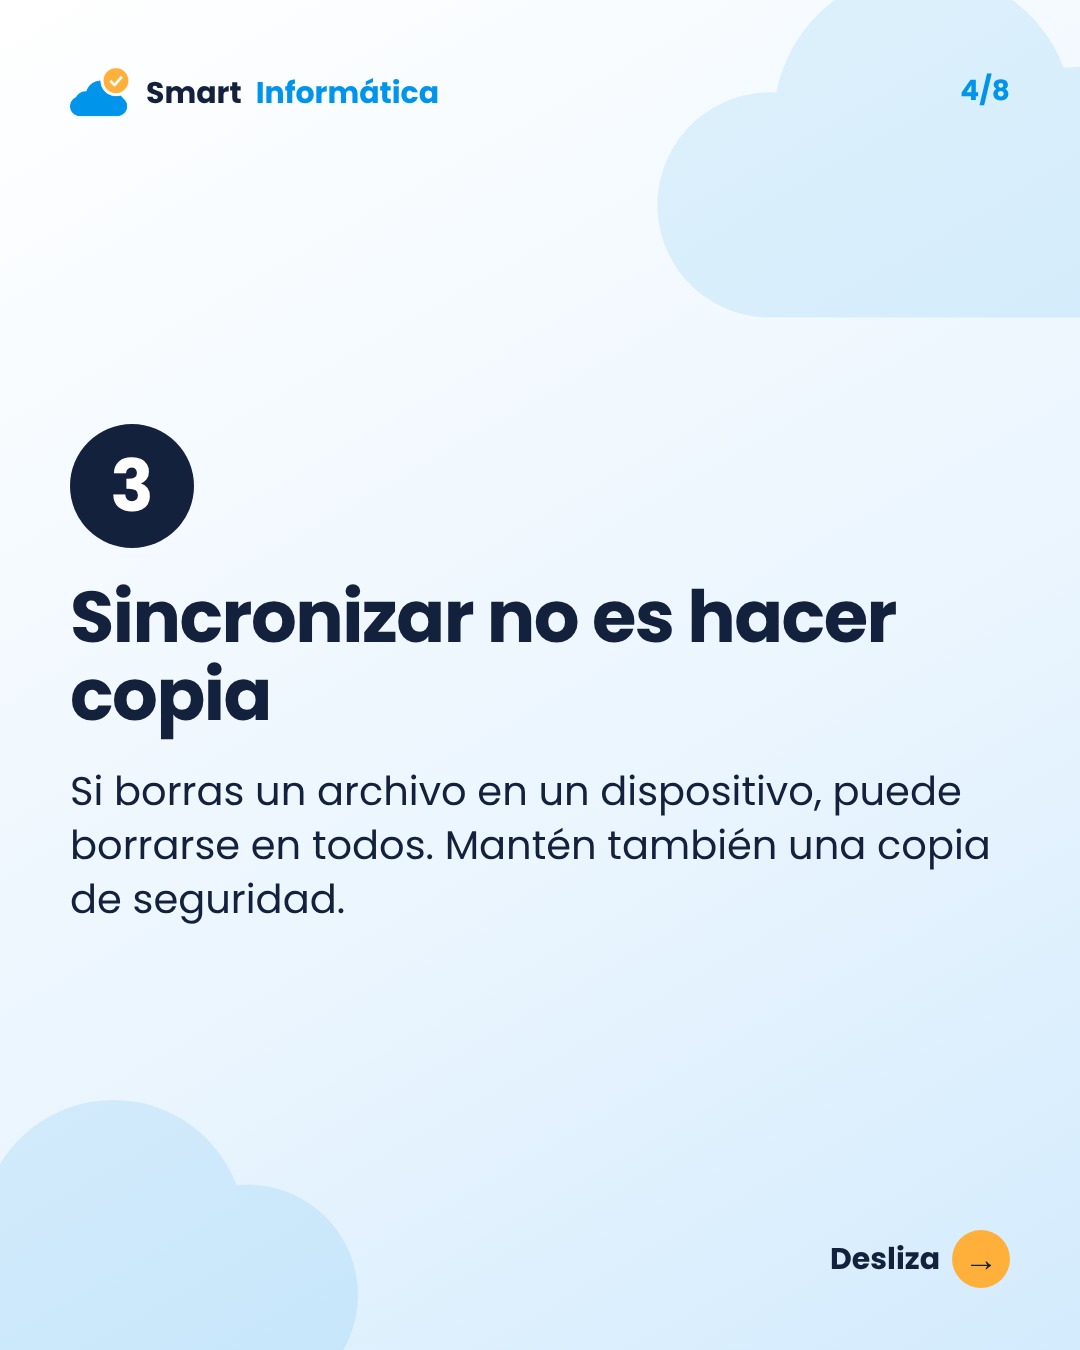 Smart Informática
4/8
3
Sincronizar no es hacer
copia
Si borras un archivo en un dispositivo, puede
borrarse en todos. Mantén también una copia
de seguridad.
Desliza →